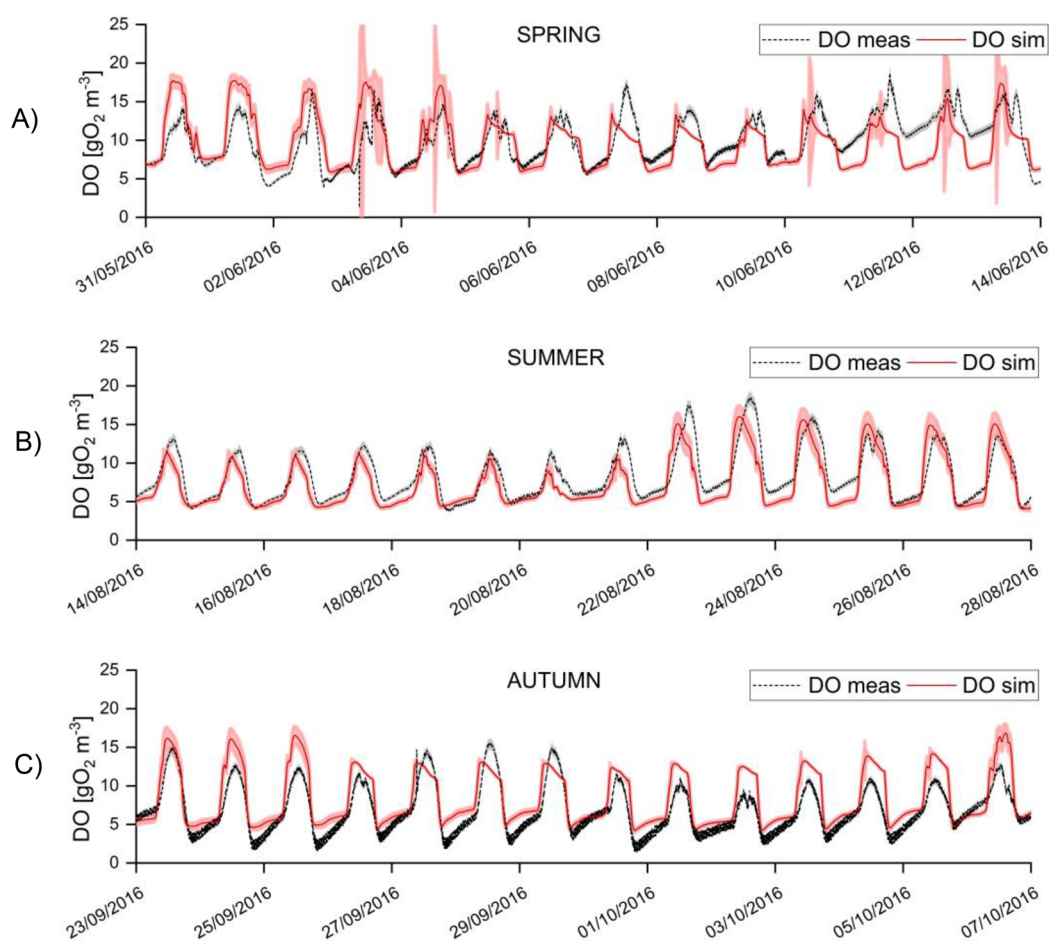 A)
SPRING
DO meas DO sim
DO [gO₂ m⁻³]
25
20
15
10
5
0
31/05/2016 02/06/2016 04/06/2016 06/06/2016 08/06/2016 10/06/2016 12/06/2016 14/06/2016
B)
SUMMER
DO meas DO sim
DO [gO₂ m⁻³]
25
20
15
10
5
0
14/08/2016 16/08/2016 18/08/2016 20/08/2016 22/08/2016 24/08/2016 26/08/2016 28/08/2016
C)
AUTUMN
DO meas DO sim
DO [gO₂ m⁻³]
25
20
15
10
5
0
23/09/2016 25/09/2016 27/09/2016 29/09/2016 01/10/2016 03/10/2016 05/10/2016 07/10/2016